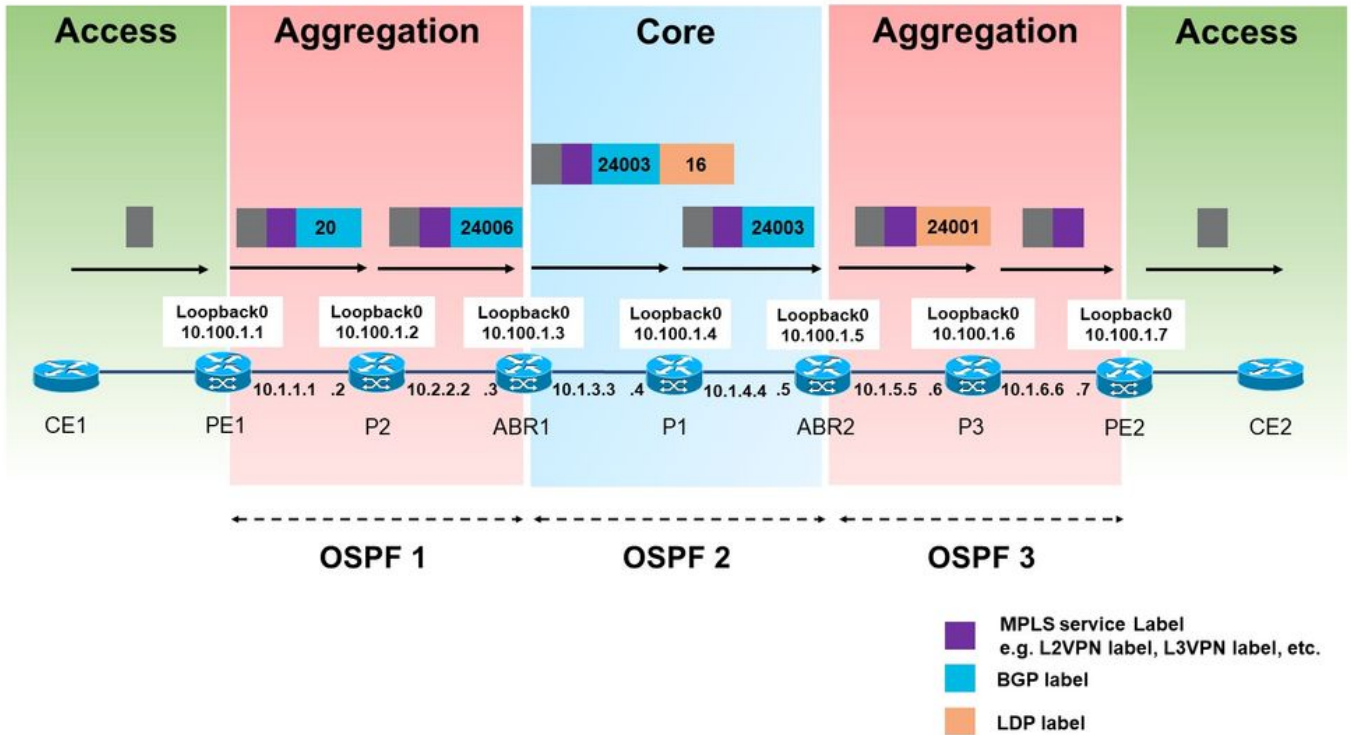 Access
Aggregation
Core
Aggregation
Access
24003
16
20
24006
24003
24001
Loopback0
10.100.1.1
Loopback0
10.100.1.2
Loopback0
10.100.1.3
Loopback0
10.100.1.4
Loopback0
10.100.1.5
Loopback0
10.100.1.6
Loopback0
10.100.1.7
10.1.1.1
.2
10.2.2.2
.3
10.1.3.3
.4
10.1.4.4
.5
10.1.5.5
.6
10.1.6.6
.7
CE1
PE1
P2
ABR1
P1
ABR2
P3
PE2
CE2
OSPF 1
OSPF 2
OSPF 3
MPLS service Label
e.g. L2VPN label, L3VPN label, etc.
BGP label
LDP label